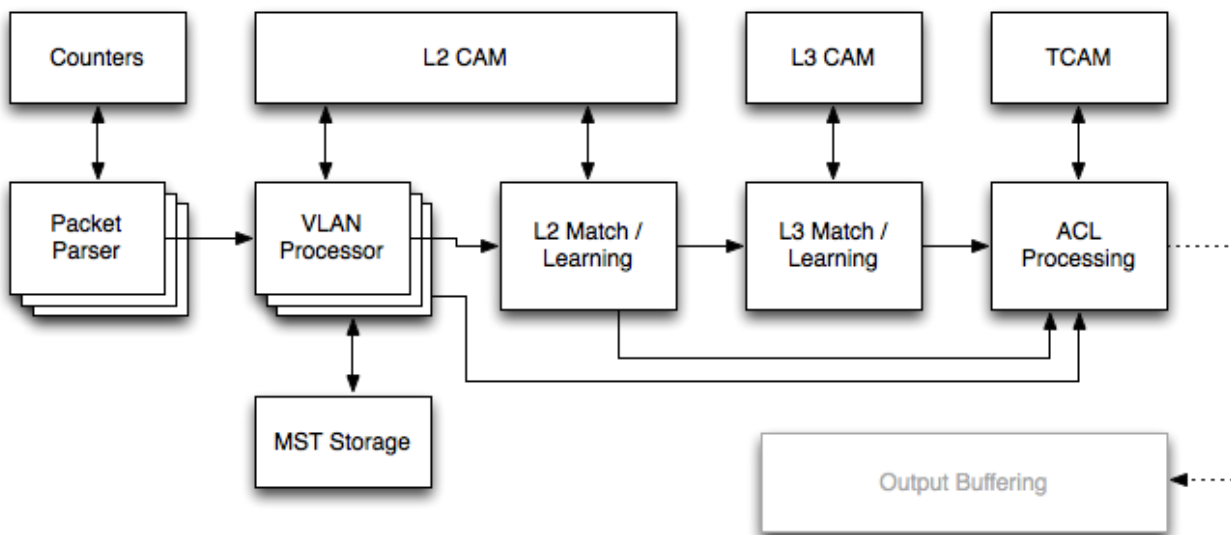 Counters
L2 CAM
L3 CAM
TCAM
Packet
Parser
VLAN
Processor
L2 Match /
Learning
L3 Match /
Learning
ACL
Processing
MST Storage
Output Buffering